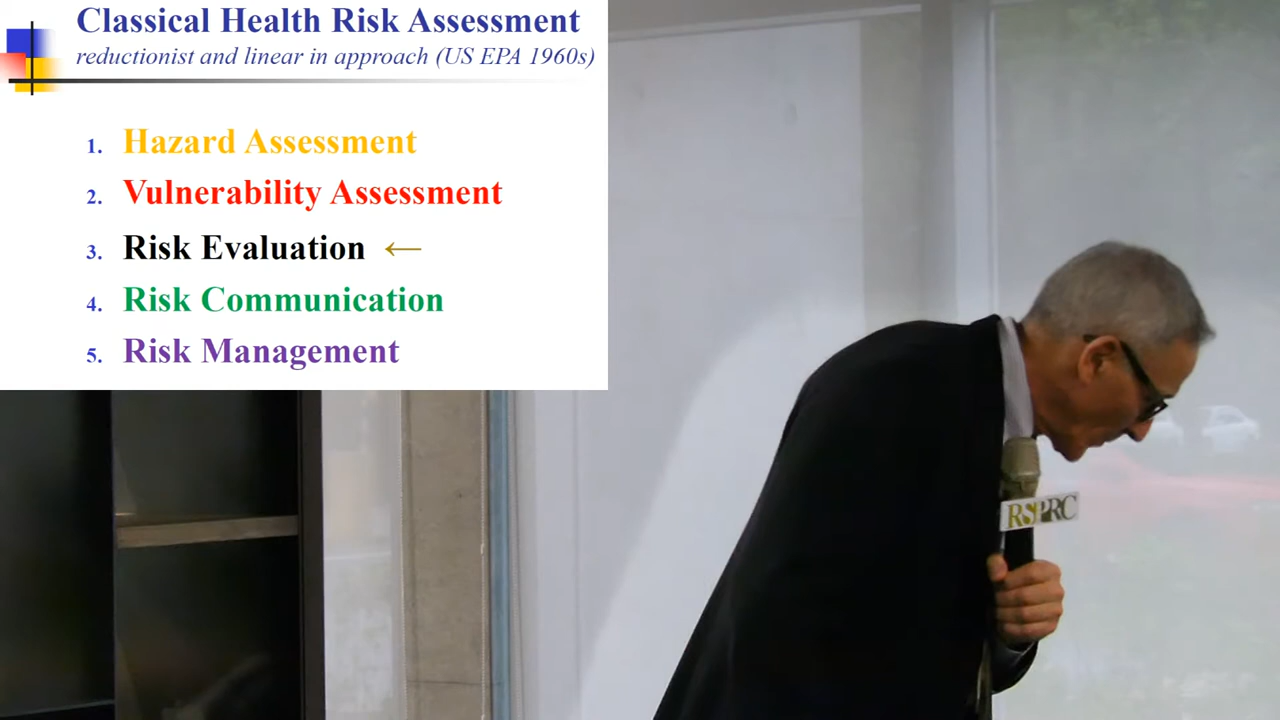 Classical Health Risk Assessment
reductionist and linear in approach (US EPA 1960s)
1. Hazard Assessment
2. Vulnerability Assessment
3. Risk Evaluation ←
4. Risk Communication
5. Risk Management
RSPRC